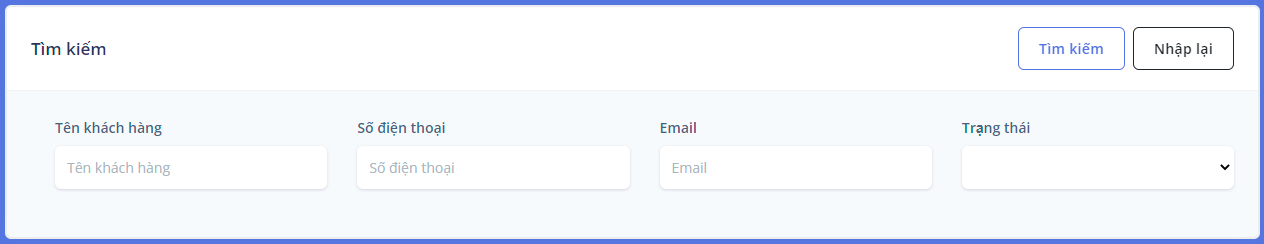 Tìm kiếm
Tìm kiếm
Nhập lại
Tên khách hàng
Số điện thoại
Email
Trạng thái
Tên khách hàng
Số điện thoại
Email